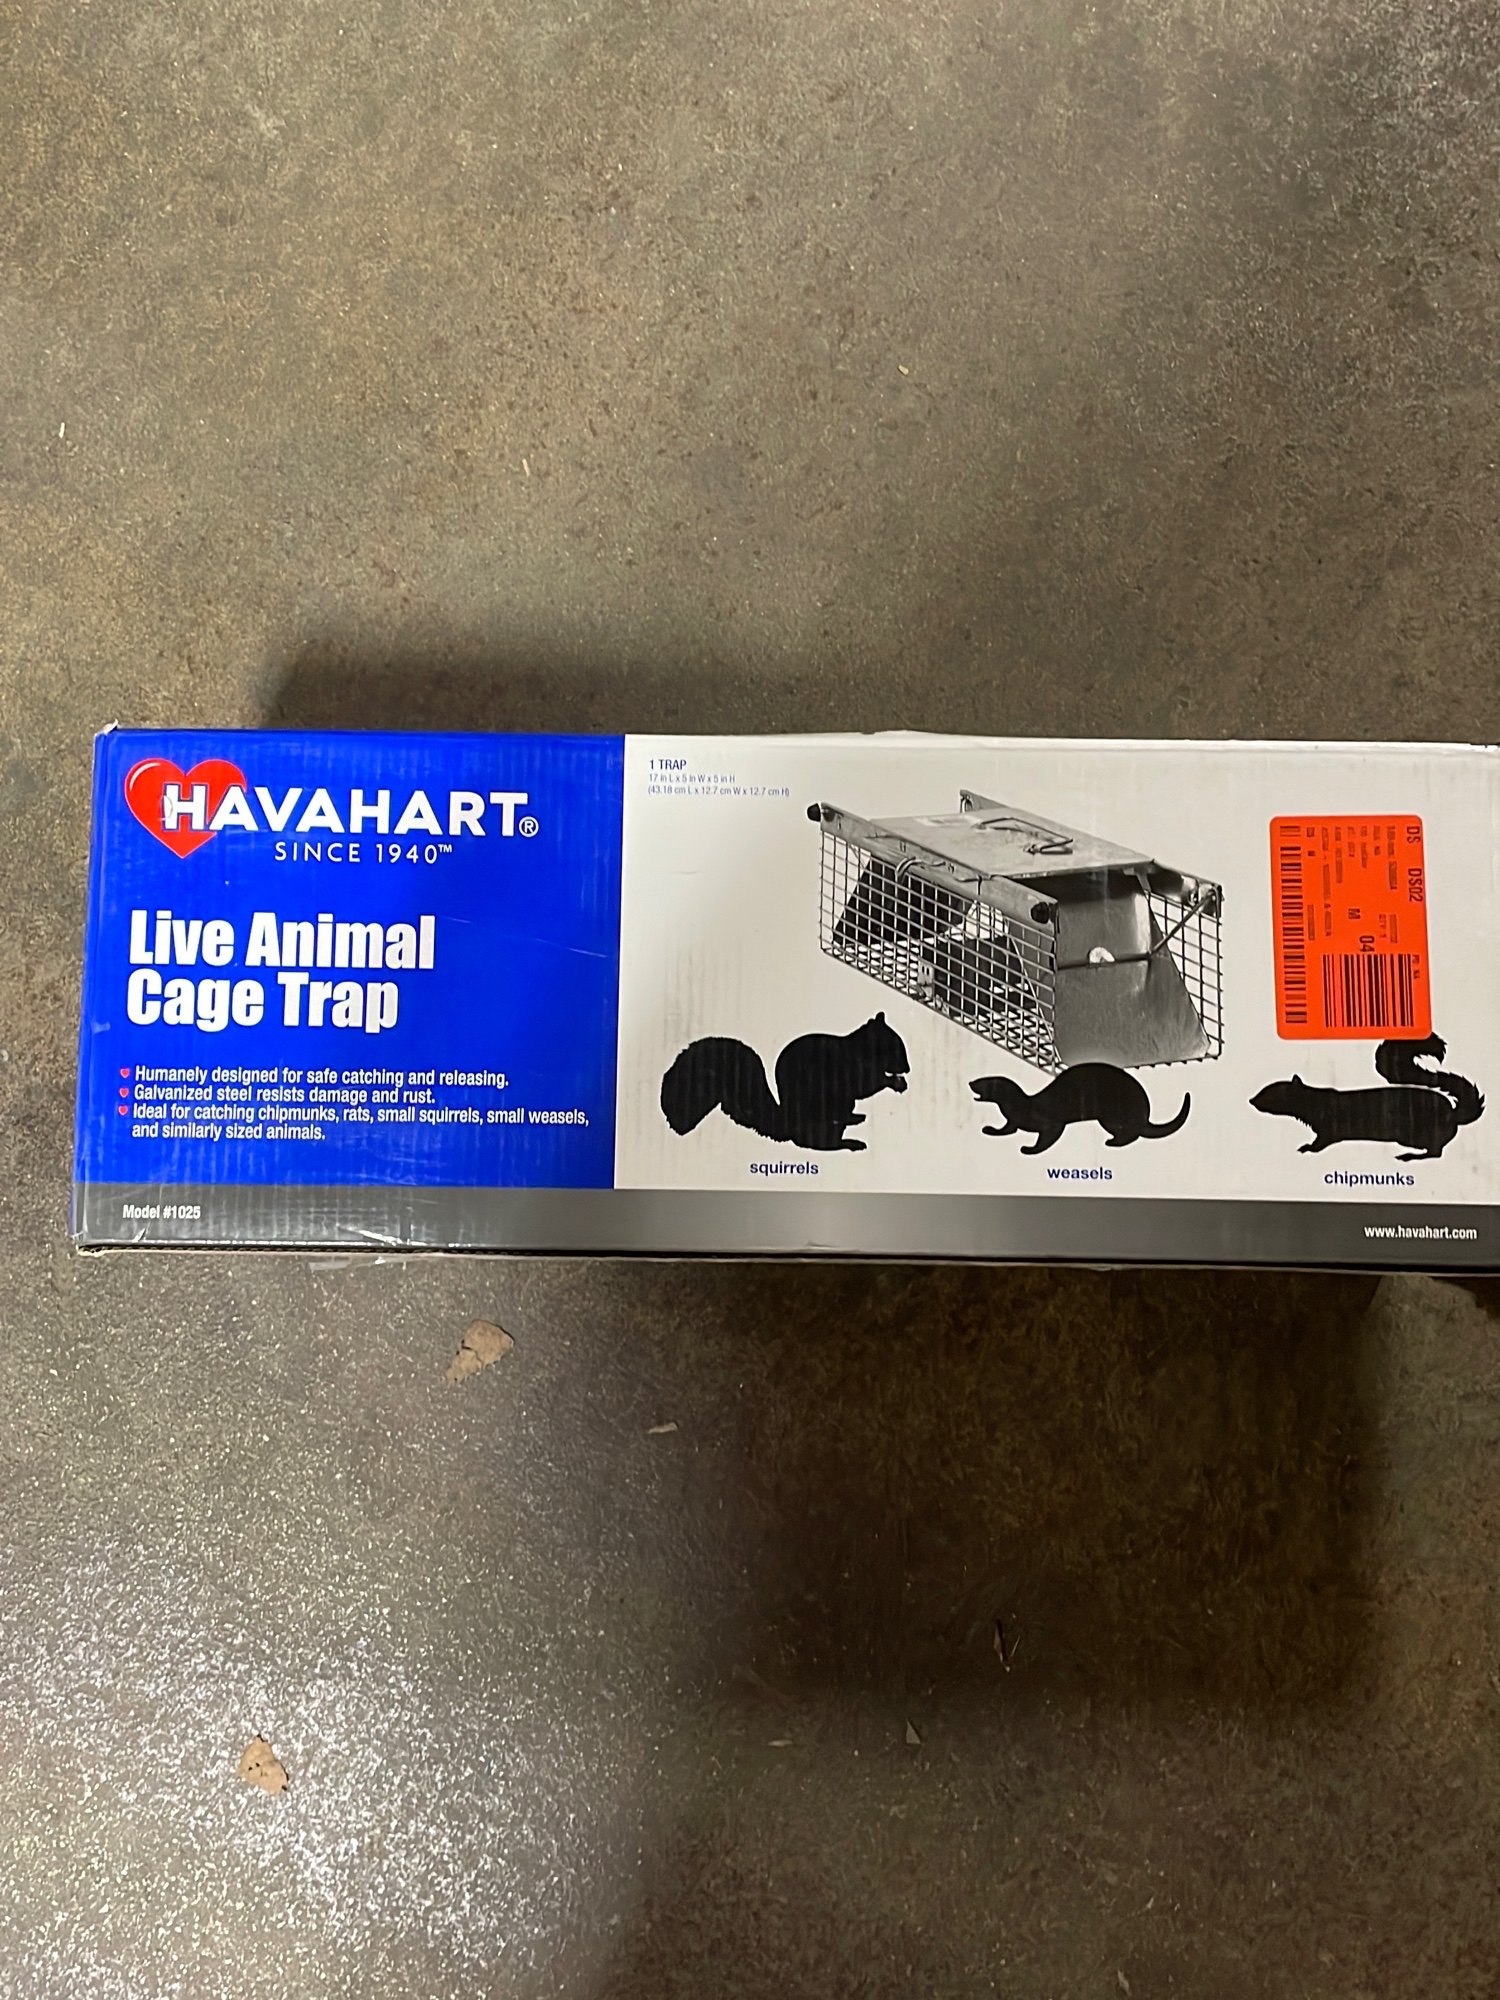 HAVAHART®
SINCE 1940™
Live Animal
Cage Trap
Humanely designed for safe catching and releasing.
Galvanized steel resists damage and rust.
Ideal for catching chipmunks, rats, small squirrels, small weasels,
and similarly sized animals.
Model #1025
1 TRAP
17 in L x 5 in W x 5 in H
(43.18 cm L x 12.7 cm W x 12.7 cm H)
DS DS02
M 04
squirrels
weasels
chipmunks
www.havahart.com